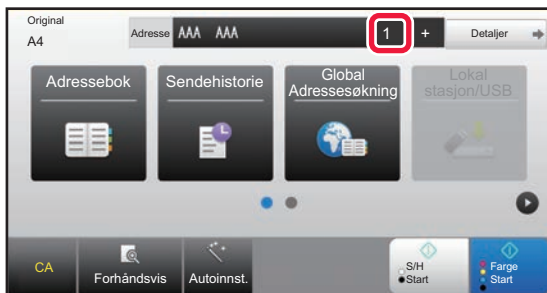 Original
A4
Adresse AAA AAA 1 + Detaljer
Adressebok
Sendehistorie
Global
Adressesøkning
Lokal
stasjon/USB
CA
Forhåndsvis
Autoinnst.
S/H
Start
Farge
Start